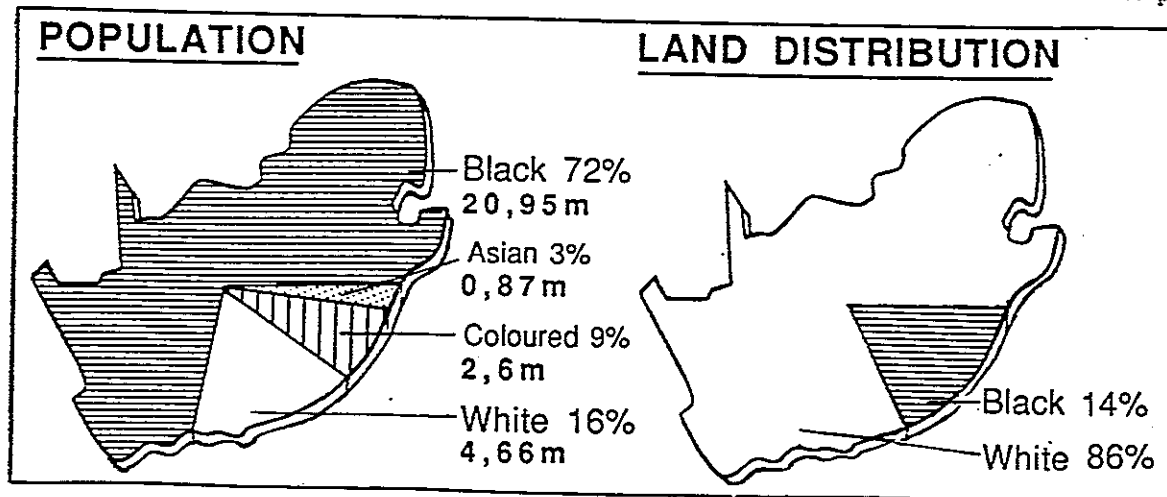 POPULATION
Black 72%
20,95m
Asian 3%
0,87m
Coloured 9%
2,6m
White 16%
4,66m
LAND DISTRIBUTION
Black 14%
White 86%